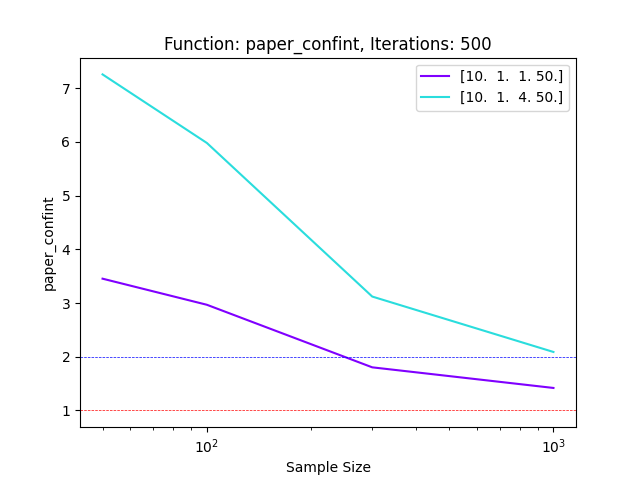 Function: paper_confint, Iterations: 500
[10. 1. 1. 50.]
[10. 1. 4. 50.]
paper_confint
7
6
5
4
3
2
1
10²
10³
Sample Size